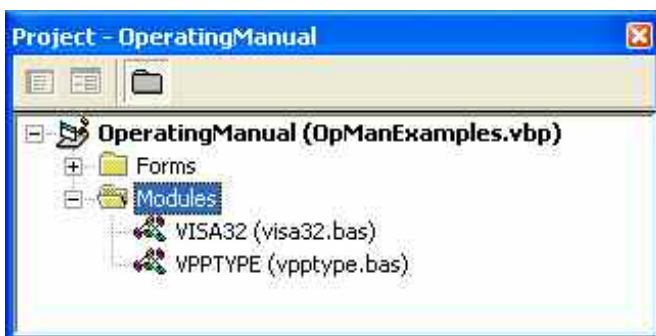 Project - OperatingManual
OperatingManual (OpManExamples.vbp)
Forms
Modules
VISA32 (visa32.bas)
VPPTYPE (vpptype.bas)